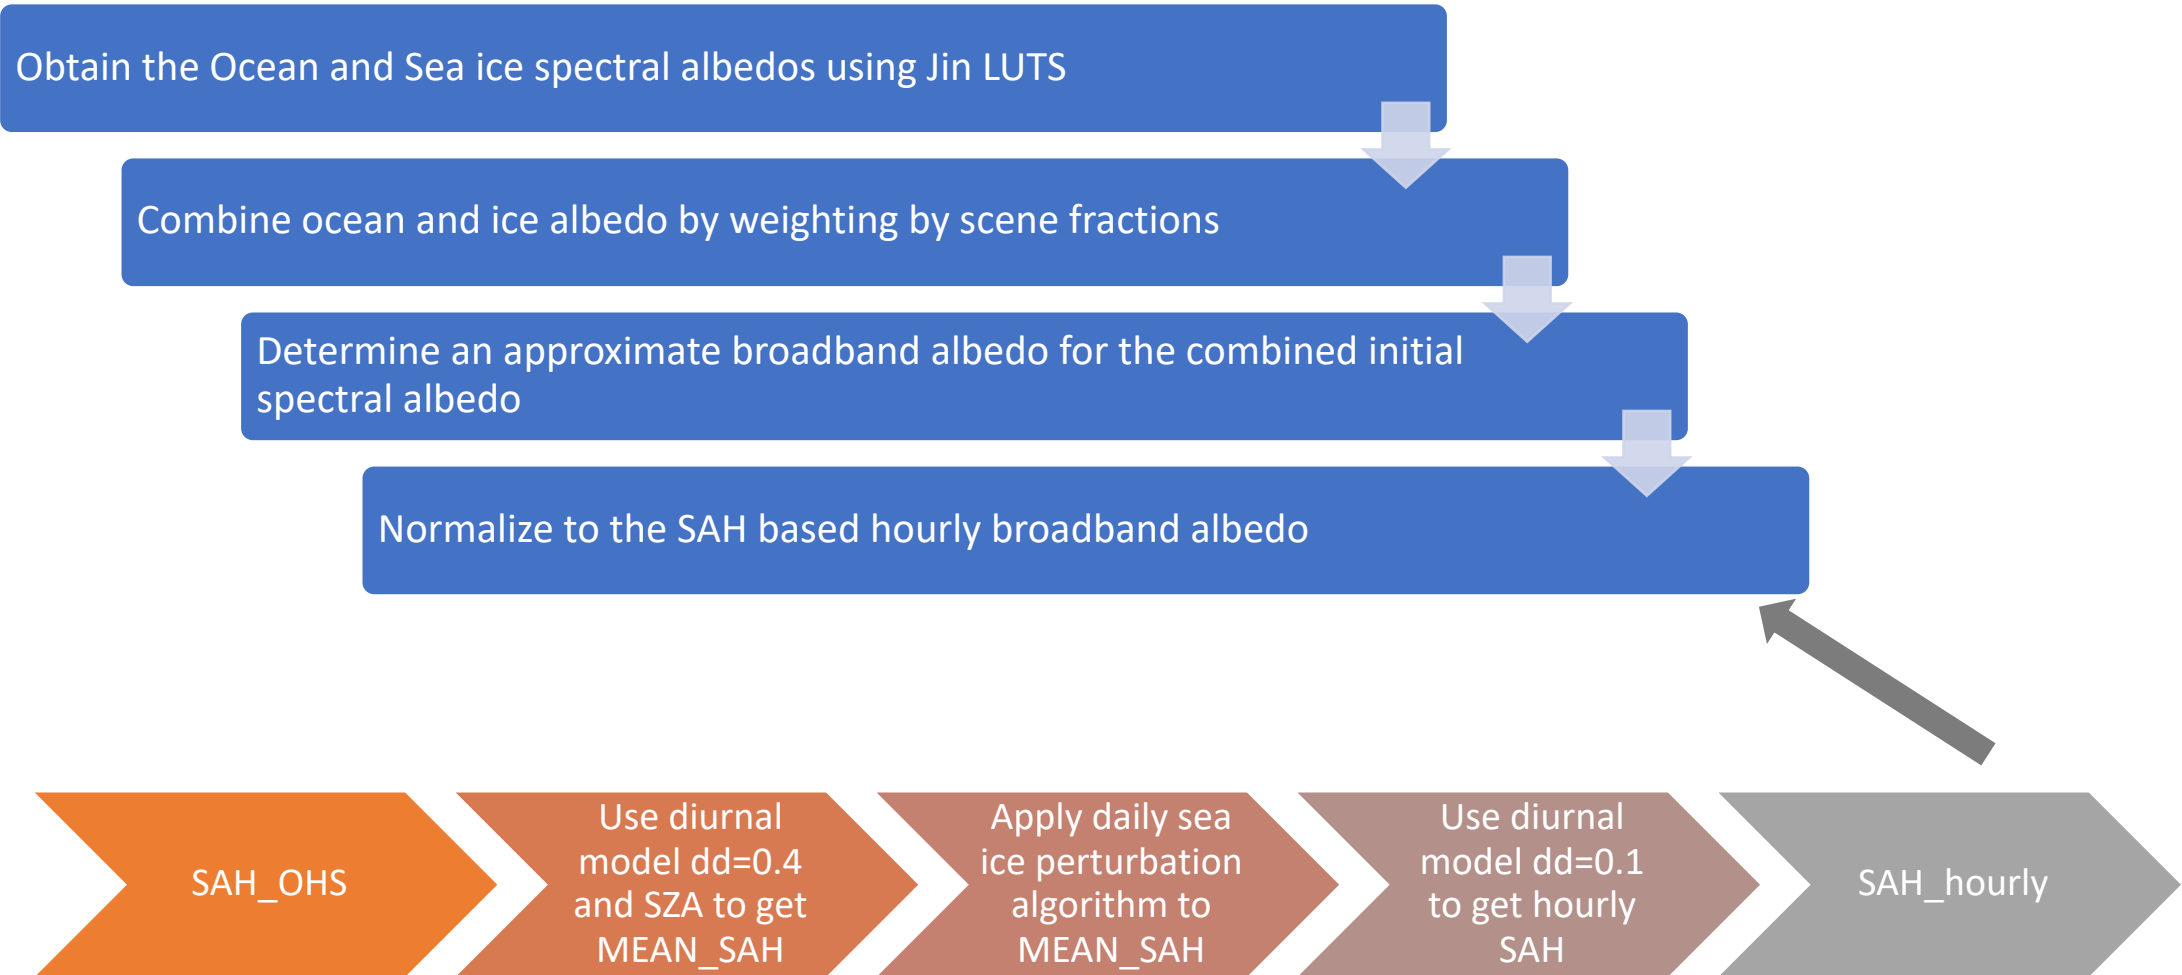 Obtain the Ocean and Sea ice spectral albedos using Jin LUTS
Combine ocean and ice albedo by weighting by scene fractions
Determine an approximate broadband albedo for the combined initial
spectral albedo
Normalize to the SAH based hourly broadband albedo
SAH_OHS
Use diurnal
model dd=0.4
and SZA to get
MEAN_SAH
Apply daily sea
ice perturbation
algorithm to
MEAN_SAH
Use diurnal
model dd=0.1
to get hourly
SAH
SAH_hourly